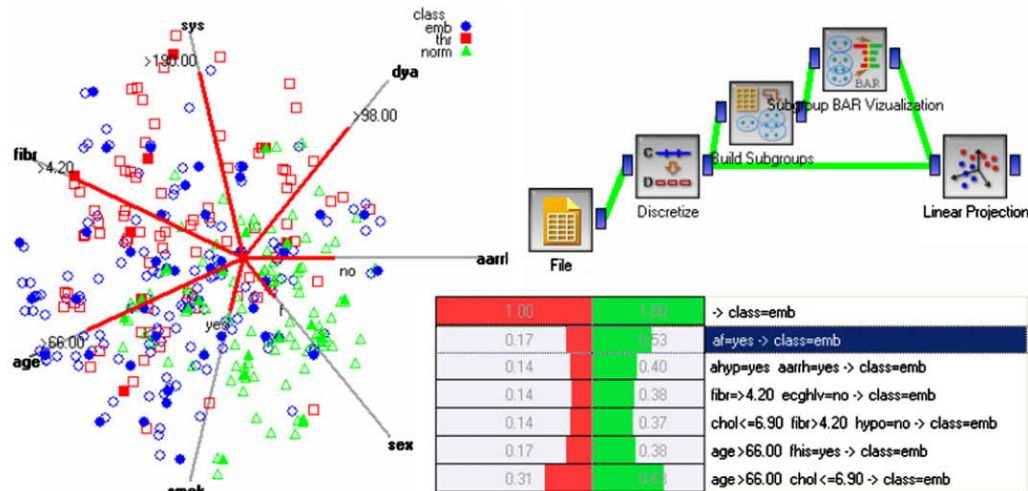 class
emb
thr
norm
sys
>180.00
dya
>98.00
fibr
>4.20
aarrl
no
yes
f
>66.00
age
sex
smok
BAR
Subgroup BAR Vizualization
Build Subgroups
C
D
Discretize
File
Linear Projection
1.00 1.00 -> class=emb
0.17 0.53 af=yes -> class=emb
0.14 0.40 ahyp=yes aarrh=yes -> class=emb
0.14 0.38 fibr=>4.20 ecghlv=no -> class=emb
0.14 0.37 chol<=6.90 fibr>4.20 hypo=no -> class=emb
0.17 0.38 age>66.00 fhis=yes -> class=emb
0.31 0.63 age>66.00 chol<=6.90 -> class=emb